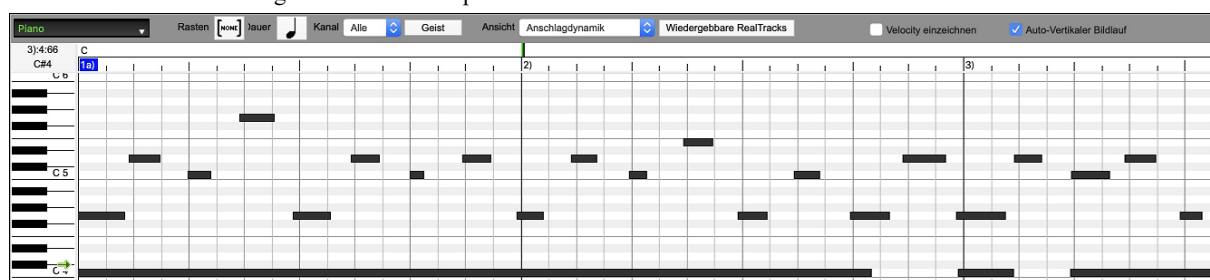 Piano Rasten [NONE] Jauer Kanal Alle Geist Ansicht Anschlagdynamik Wiedergebbare RealTracks Velocity einzeichnen Auto-Vertikaler Bildlauf
3):4:66 C
C#4 1a) 2) 3)
C 6
C 5
C 4